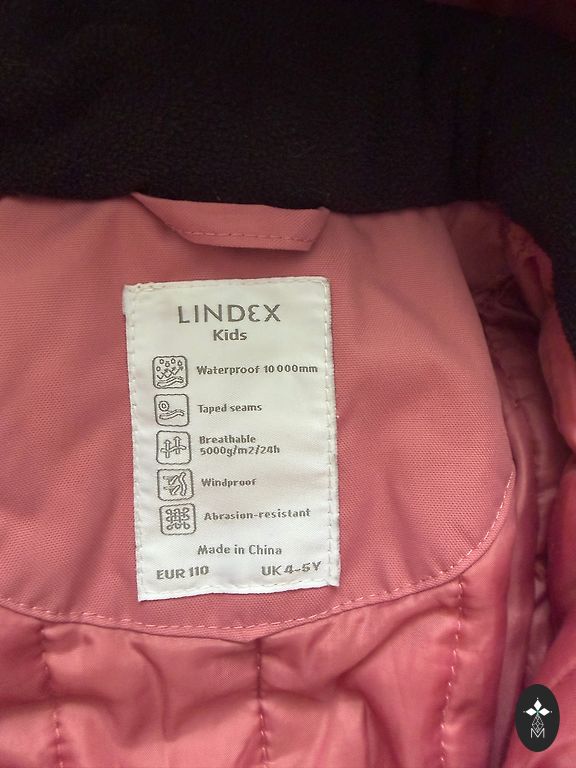 LINDEX
Kids
Waterproof 10 000mm
Taped seams
Breathable
5000g/m2/24h
Windproof
Abrasion-resistant
Made in China
EUR 110 UK 4-5Y
M